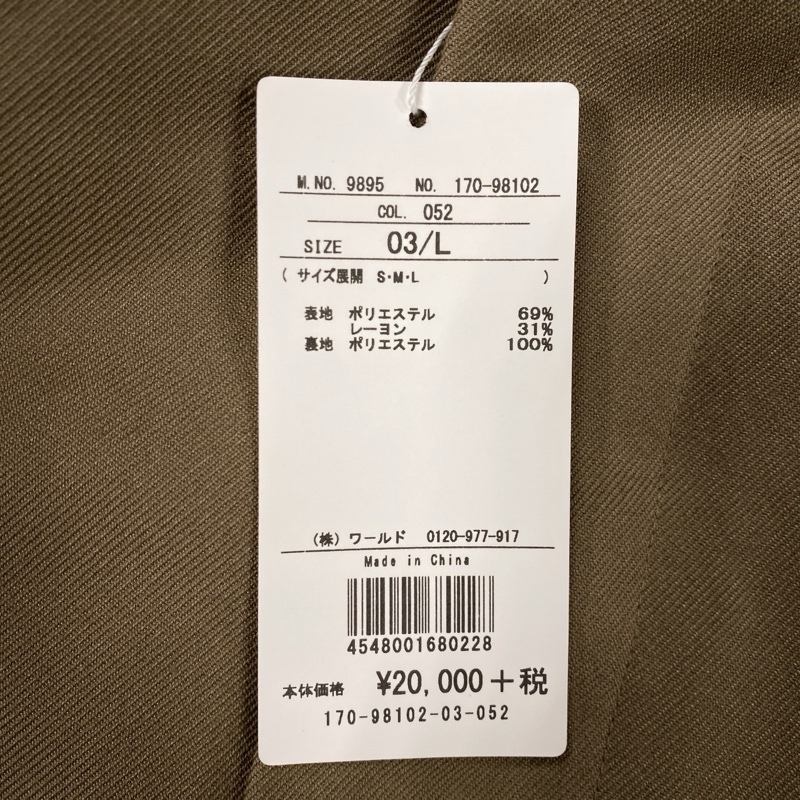 M.NO. 9895 NO. 170-98102
COL. 052
SIZE 03/L
( サイズ展開 S・M・L )
表地 ポリエステル 69%
レーヨン 31%
裏地 ポリエステル 100%
(株) ワールド 0120-977-917
Made in China
4548001680228
本体価格 ¥20,000+税
170-98102-03-052